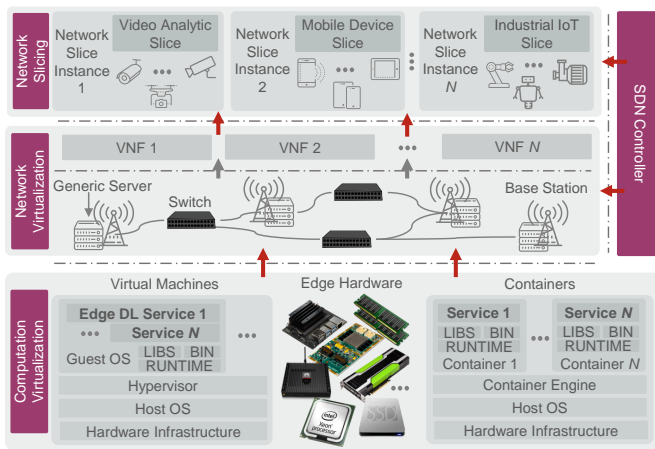 Network
Slicing
Network
Slice
Instance
1
Video Analytic
Slice
Network
Slice
Instance
2
Mobile Device
Slice
Network
Slice
Instance
N
Industrial IoT
Slice
SDN Controller
Network
Virtualization
VNF 1
VNF 2
VNF N
Generic Server
Switch
Base Station
Computation
Virtualization
Virtual Machines
Edge DL Service 1
Service N
Guest OS
LIBS BIN
RUNTIME
Hypervisor
Host OS
Hardware Infrastructure
Edge Hardware
intel
Xeon
processor
SSD
Containers
Service 1
LIBS BIN
RUNTIME
Container 1
Service N
LIBS BIN
RUNTIME
Container N
Container Engine
Host OS
Hardware Infrastructure